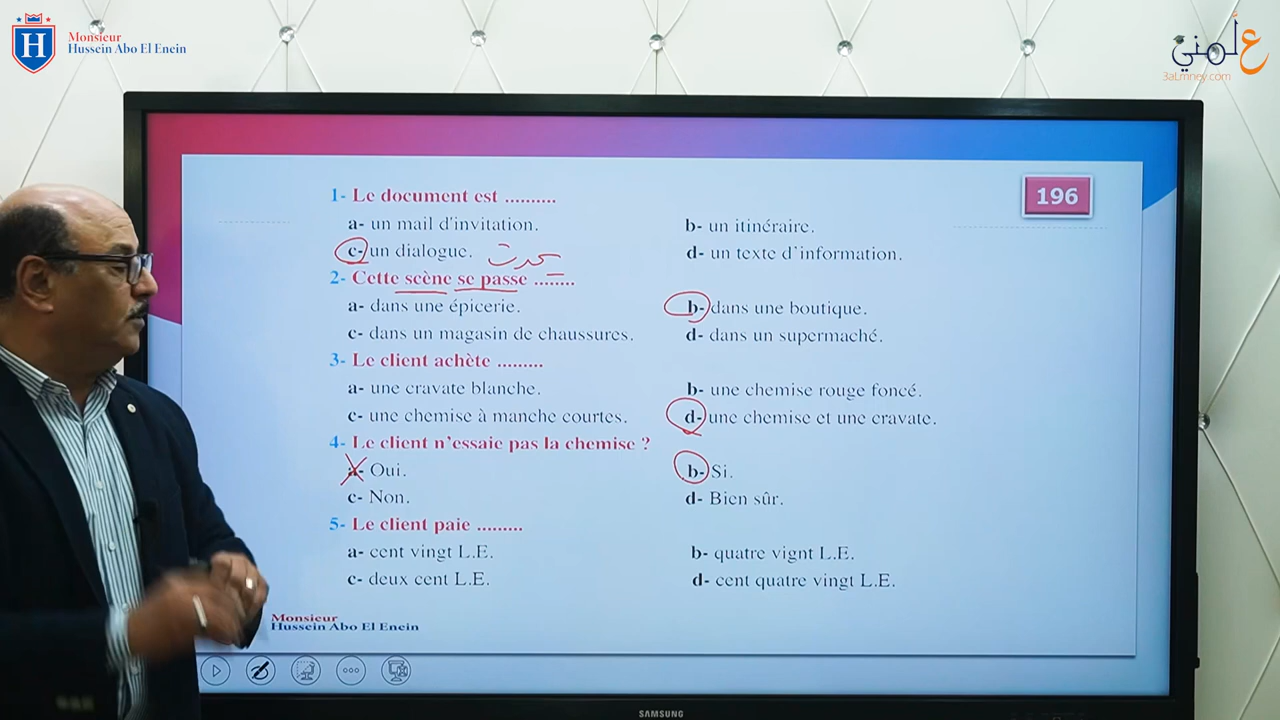 H
Monsieur
Hussein Abo El Enein
علمني
3aLmney.com
196
1- Le document est ..........
a- un mail d'invitation.
b- un itinéraire.
c- un dialogue.
يحدث
d- un texte d'information.
2- Cette scène se passe ........
a- dans une épicerie.
b- dans une boutique.
c- dans un magasin de chaussures.
d- dans un supermaché.
3- Le client achète .........
a- une cravate blanche.
b- une chemise rouge foncé.
c- une chemise à manche courtes.
d- une chemise et une cravate.
4- Le client n'essaie pas la chemise ?
a- Oui.
b- Si.
c- Non.
d- Bien sûr.
5- Le client paie .........
a- cent vingt L.E.
b- quatre vignt L.E.
c- deux cent L.E.
d- cent quatre vingt L.E.
Monsieur
Hussein Abo El Enein
SAMSUNG